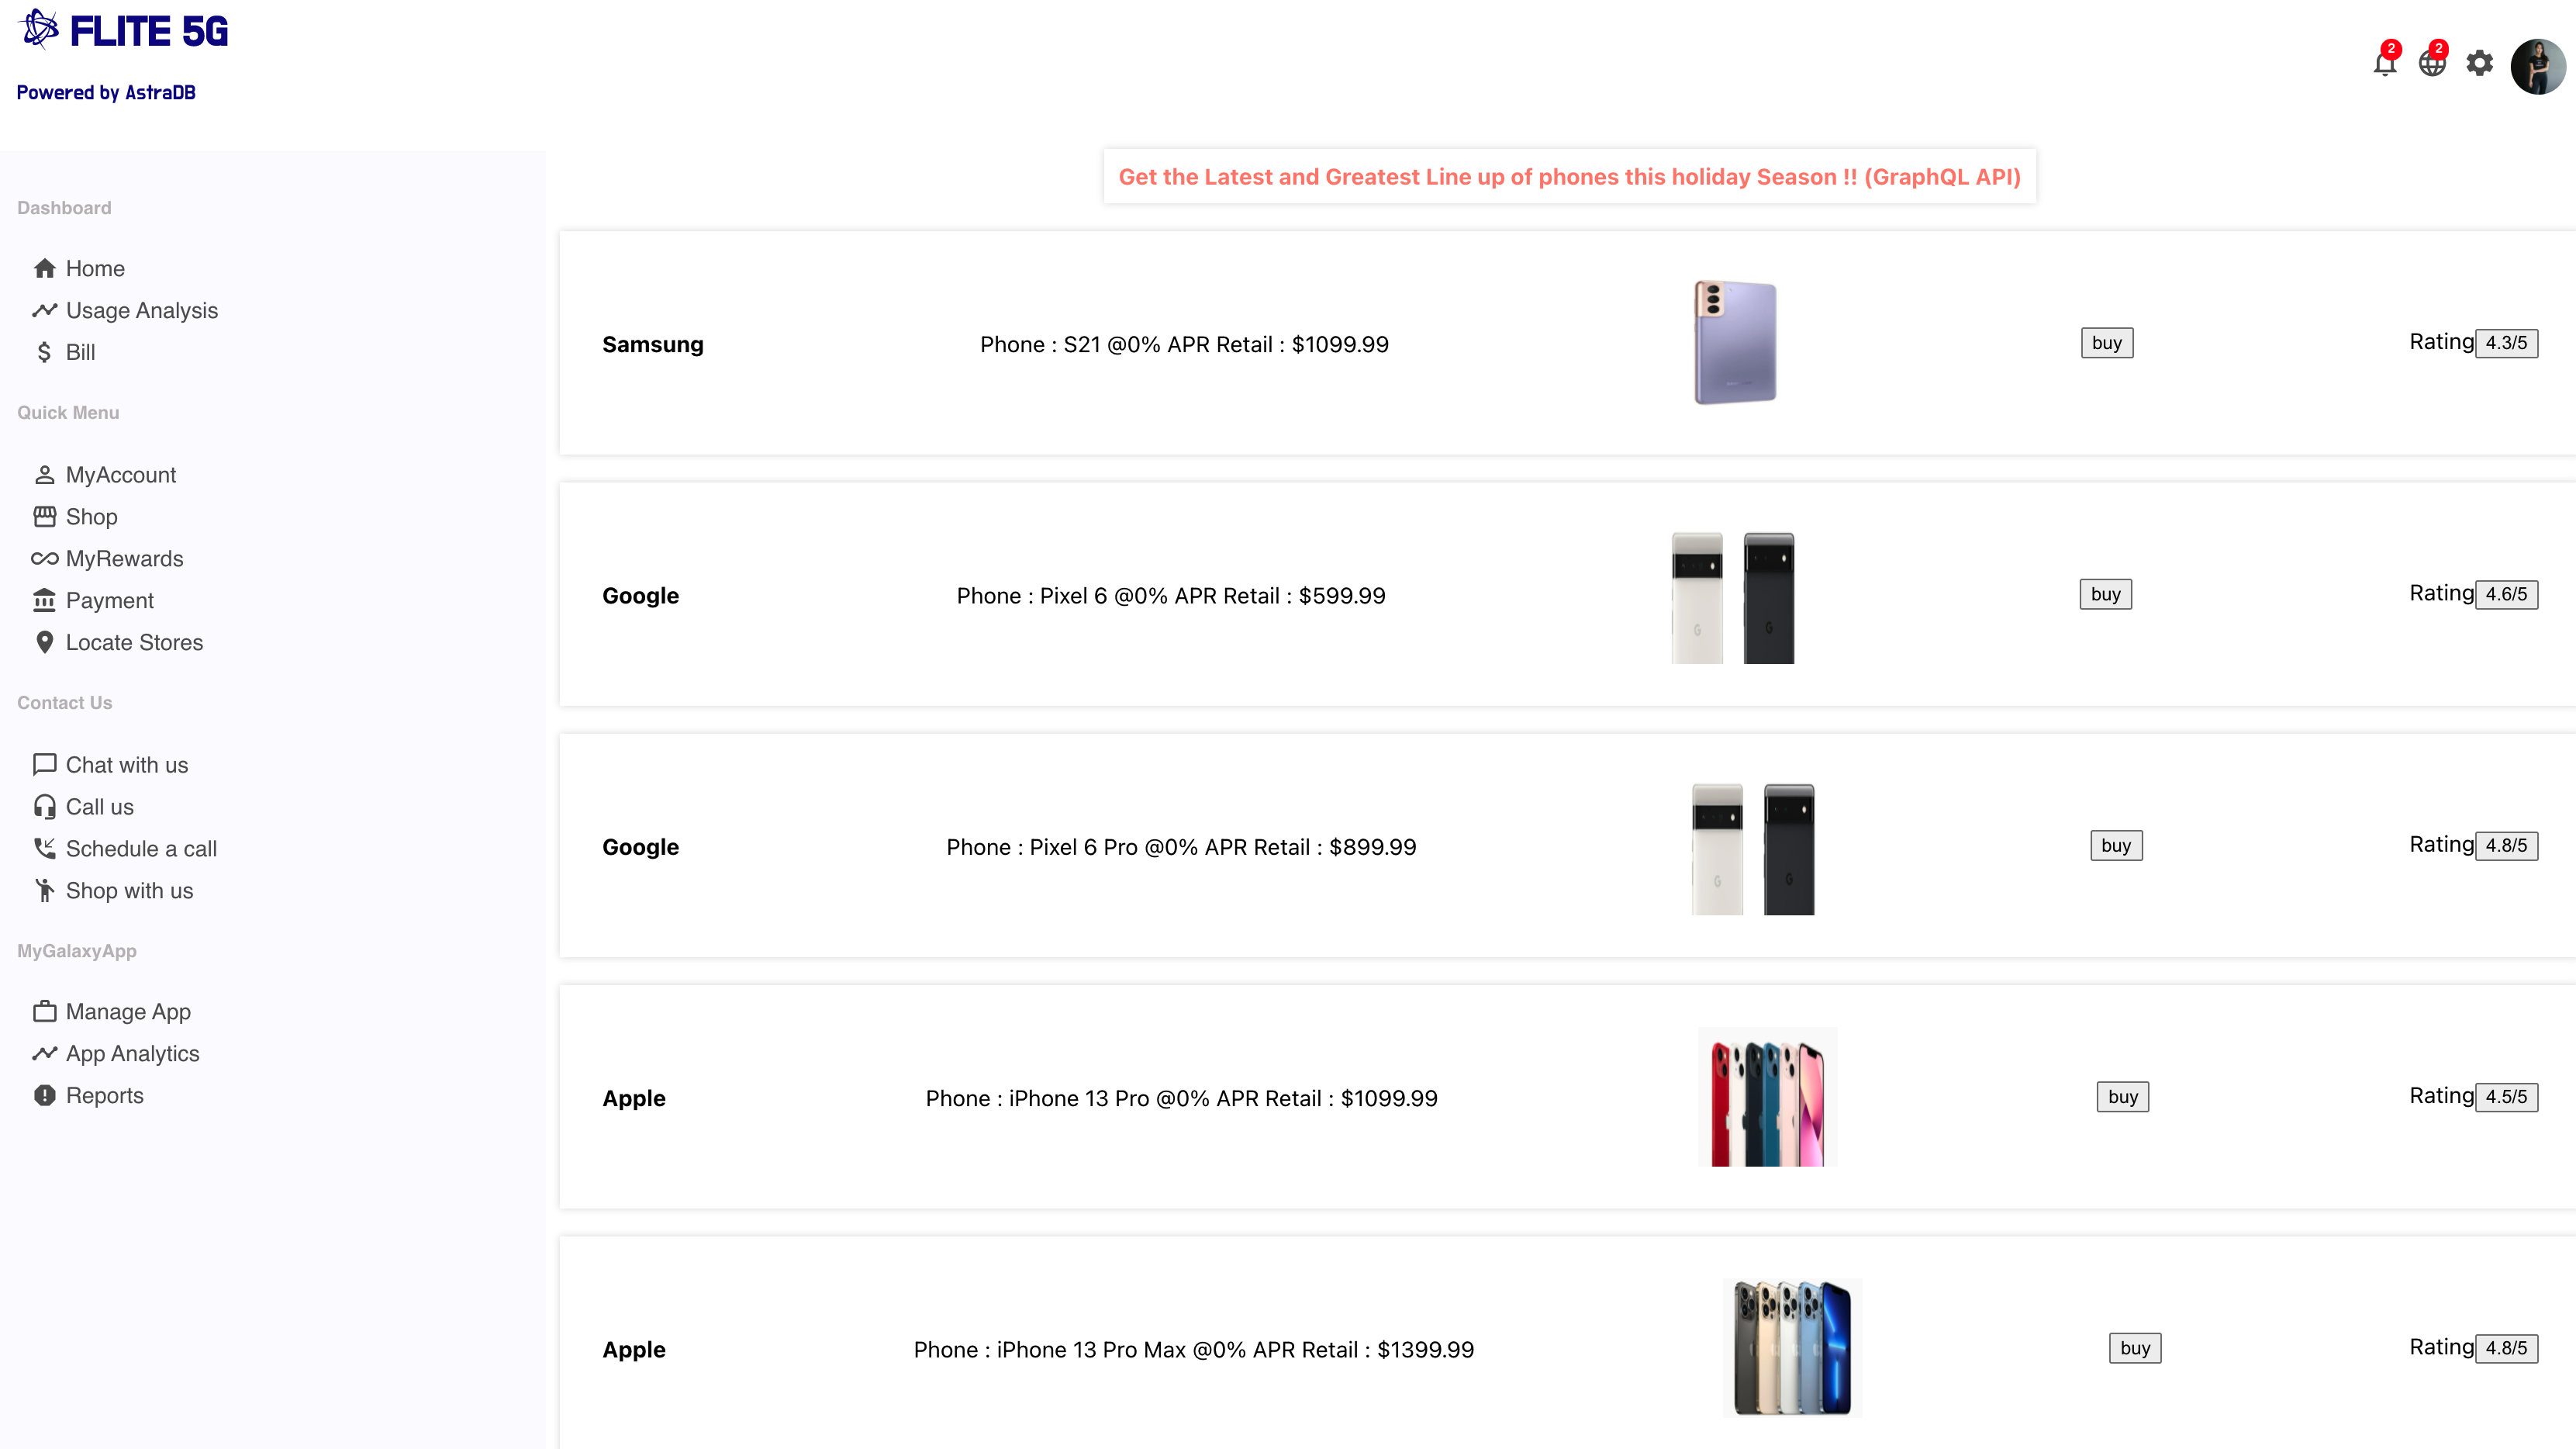 FLITE 5G
Powered by AstraDB
2
2
Dashboard
Home
Usage Analysis
Bill
Quick Menu
MyAccount
Shop
MyRewards
Payment
Locate Stores
Contact Us
Chat with us
Call us
Schedule a call
Shop with us
MyGalaxyApp
Manage App
App Analytics
Reports
Get the Latest and Greatest Line up of phones this holiday Season !! (GraphQL API)
Samsung Phone : S21 @0% APR Retail : $1099.99 buy Rating 4.3/5
Google Phone : Pixel 6 @0% APR Retail : $599.99 buy Rating 4.6/5
Google Phone : Pixel 6 Pro @0% APR Retail : $899.99 buy Rating 4.8/5
Apple Phone : iPhone 13 Pro @0% APR Retail : $1099.99 buy Rating 4.5/5
Apple Phone : iPhone 13 Pro Max @0% APR Retail : $1399.99 buy Rating 4.8/5